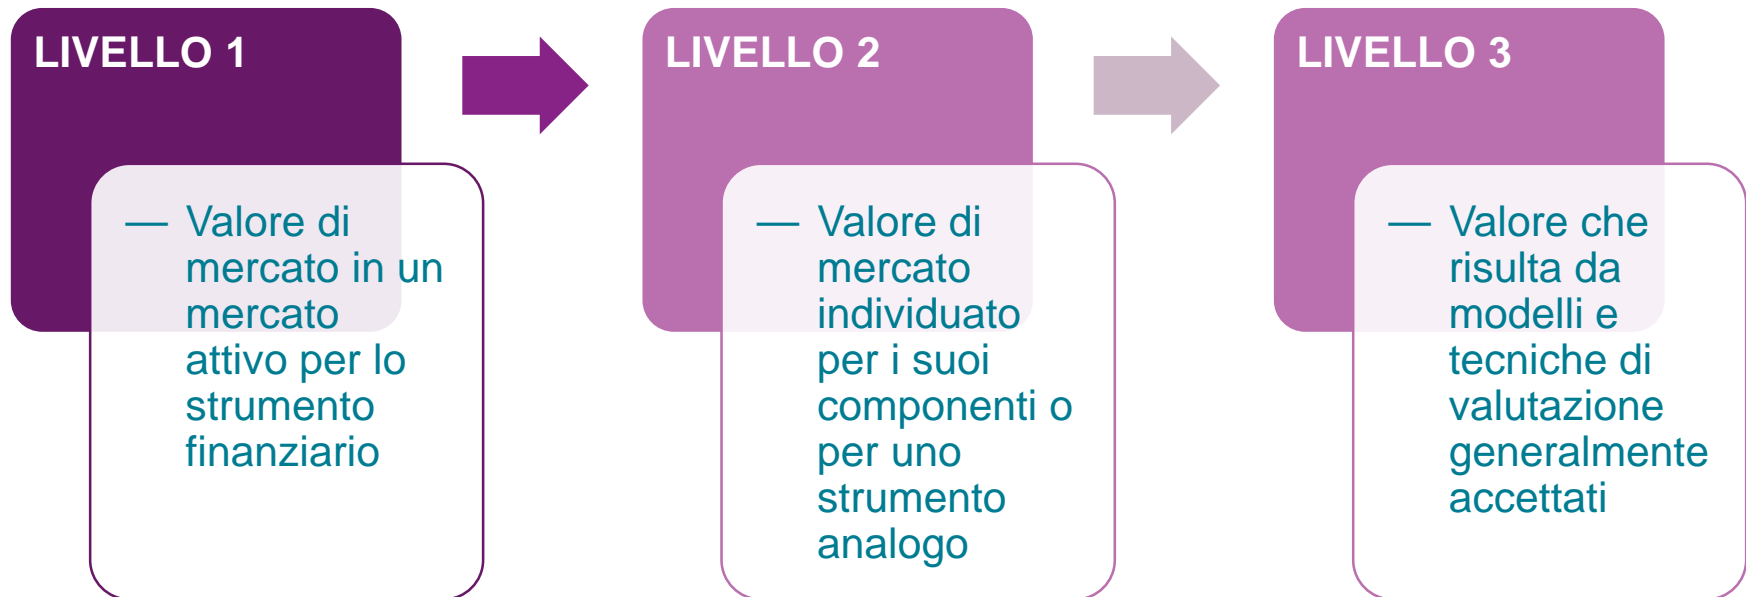 LIVELLO 1
— Valore di
mercato in un
mercato
attivo per lo
strumento
finanziario
LIVELLO 2
— Valore di
mercato
individuato
per i suoi
componenti o
per uno
strumento
analogo
LIVELLO 3
— Valore che
risulta da
modelli e
tecniche di
valutazione
generalmente
accettati